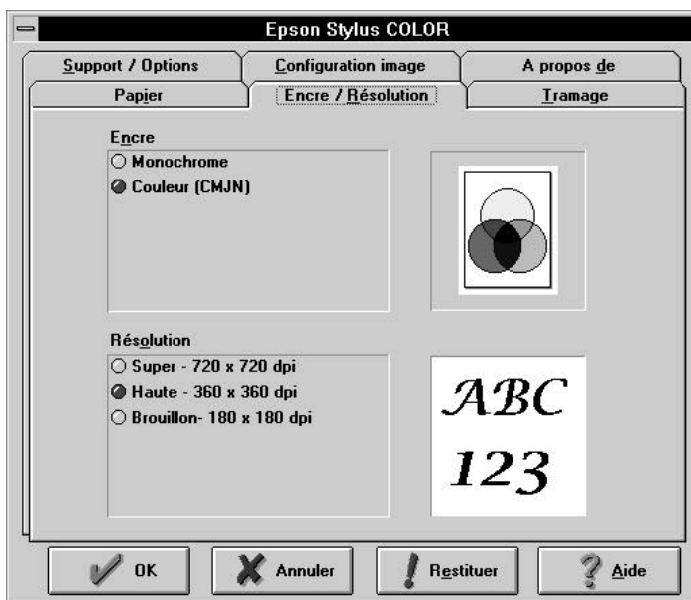 Epson Stylus COLOR
Support / Options
Configuration image
A propos de
Papier
Encre / Résolution
Tramage
Encre
Monochrome
Couleur (CMJN)
Résolution
Super - 720 x 720 dpi
Haute - 360 x 360 dpi
Brouillon- 180 x 180 dpi
ABC
123
OK
Annuler
Restituer
Aide